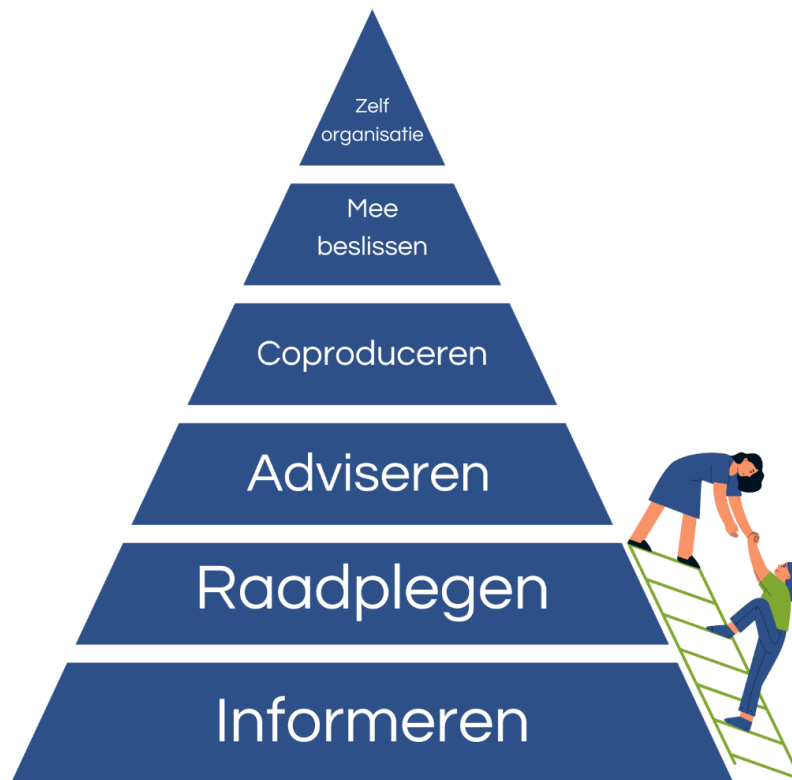 Zelf
organisatie
Mee
beslissen
Coproduceren
Adviseren
Raadplegen
Informeren